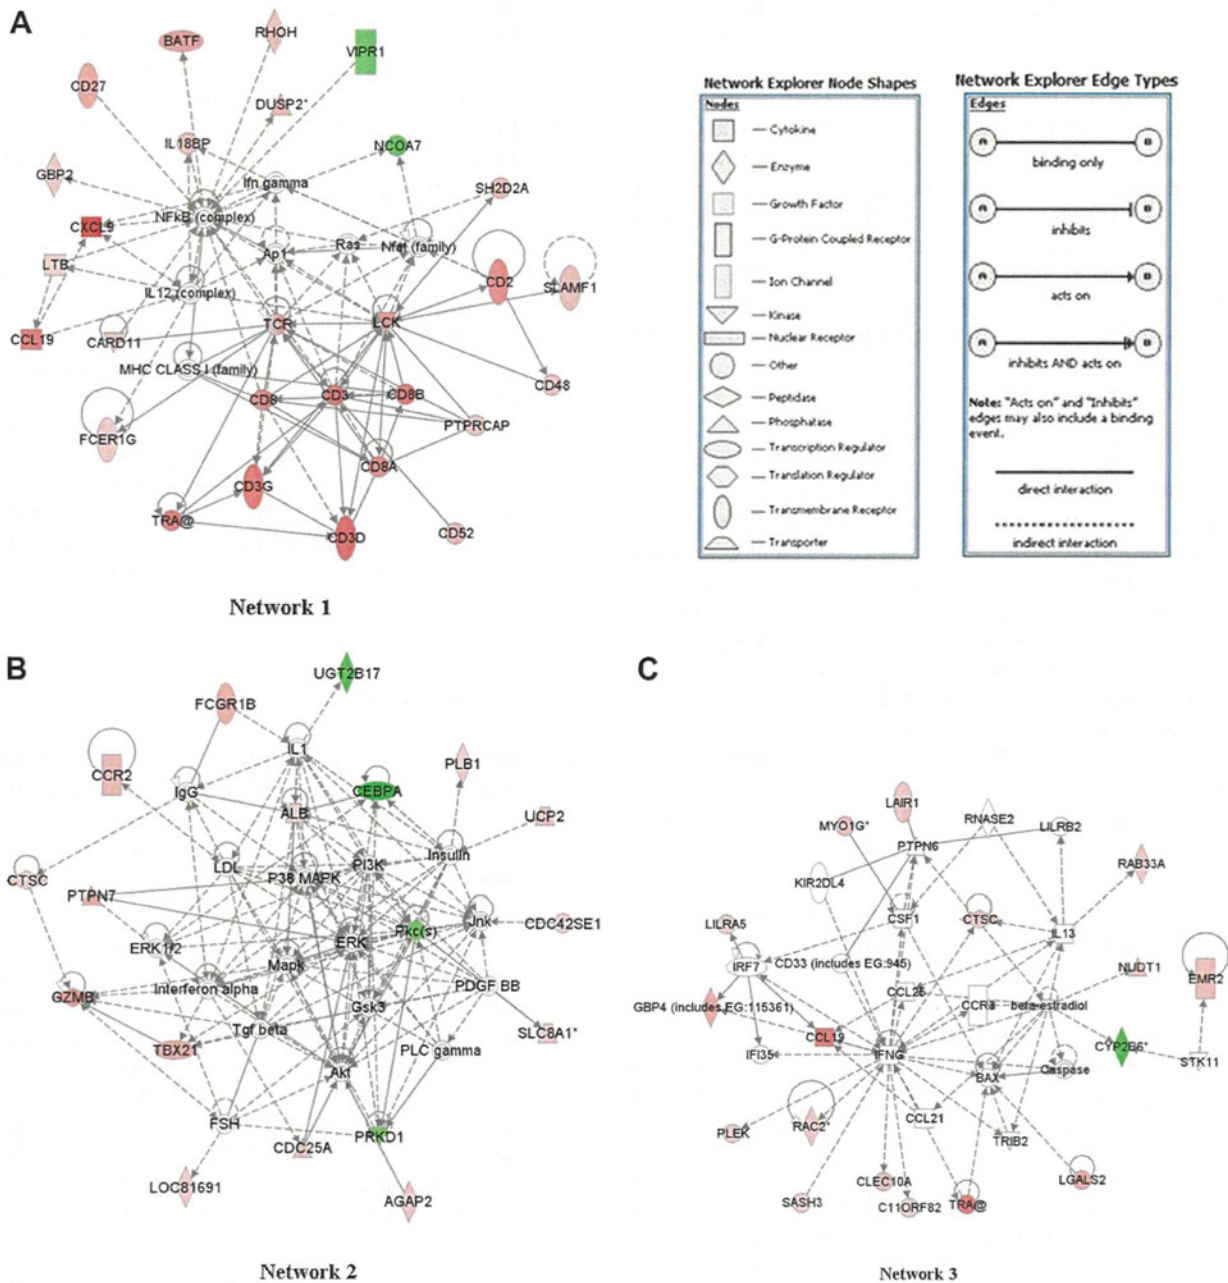 A
RHOH
BATF
VIPR1
CD27
DUSP2*
IL18BP
NCOA7
GBP2
Ifn gamma
SH2D2A
NFkB (complex)
CXCL9
Ap1
Ras
Nfat (family)
LTB
CD2
SLAMF1
IL12 (complex)
TCR
LCK
CCL19
CARD11
MHC CLASS I (family)
CD48
CD8
CD3
CD8B
FCER1G
PTPRCAP
CD8A
CD3G
TRA@
CD3D
CD52
Network 1
Network Explorer Node Shapes
Nodes
Cytokine
Enzyme
Growth Factor
G-Protein Coupled Receptor
Ion Channel
Kinase
Nuclear Receptor
Other
Peptidase
Phosphatase
Transcription Regulator
Translation Regulator
Transmembrane Receptor
Transporter
Network Explorer Edge Types
Edges
A B
binding only
A B
inhibits
A B
acts on
A B
inhibits AND acts on
Note: "Acts on" and "Inhibits"
edges may also include a binding
event.
direct interaction
indirect interaction
B
UGT2B17
FCGR1B
IL1
CCR2
PLB1
IgG
CEBPA
ALB
UCP2
LDL
P38 MAPK
PI3K
Insulin
CTSC
PTPN7
Pkc(s)
Jnk
CDC42SE1
ERK1/2
ERK
Mapk
GZMB
Interferon alpha
PDGF BB
Gsk3
Tgf beta
SLC8A1*
TBX21
PLC gamma
Akt
FSH
PRKD1
CDC25A
LOC81691
AGAP2
Network 2
C
LAIR1
RNASE2
MYO1G*
LILRB2
PTPN6
RAB33A
KIR2DL4
CSF1
CTSC
LILRA5
IL13
IRF7
CD33 (includes EG:945)
NUDT1
EMR2
CCL25
GBP4 (includes EG:115361)
CCR3
beta-estradiol
CCL19
CYP2B6*
IFI35
IFNG
STK11
BAX
Caspase
CCL21
PLEK
RAC2*
TRIB2
CLEC10A
LGALS2
SASH3
C11ORF82
TRA@
Network 3